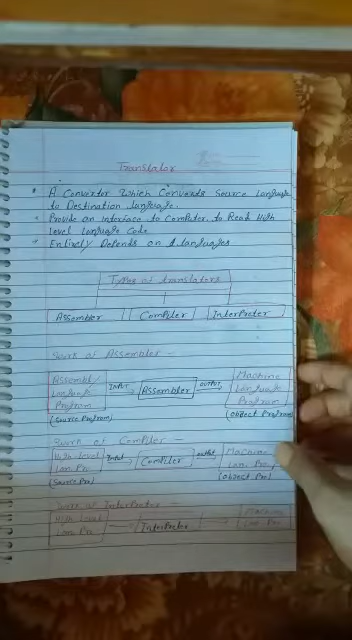 Translator
* A Converter Which Converts Source Language
to Destination Language.
* Provide an Interface to Computer to Read High
Level Language Code
* Entirely Depends on languages
Types of translators
Assembler Compiler Interpreter
Work of Assembler -
Assembly Language Program Input Assembler output Machine Language Program
(Source Program) (object Program)
Work of Compiler -
High-Level Lan. Pro Input Compiler output Machine Lan. Pro
(Source Pro) (object Pro)
Work of Interpreter
High-Level Lan. Pro Interpreter Machine Lan. Pro